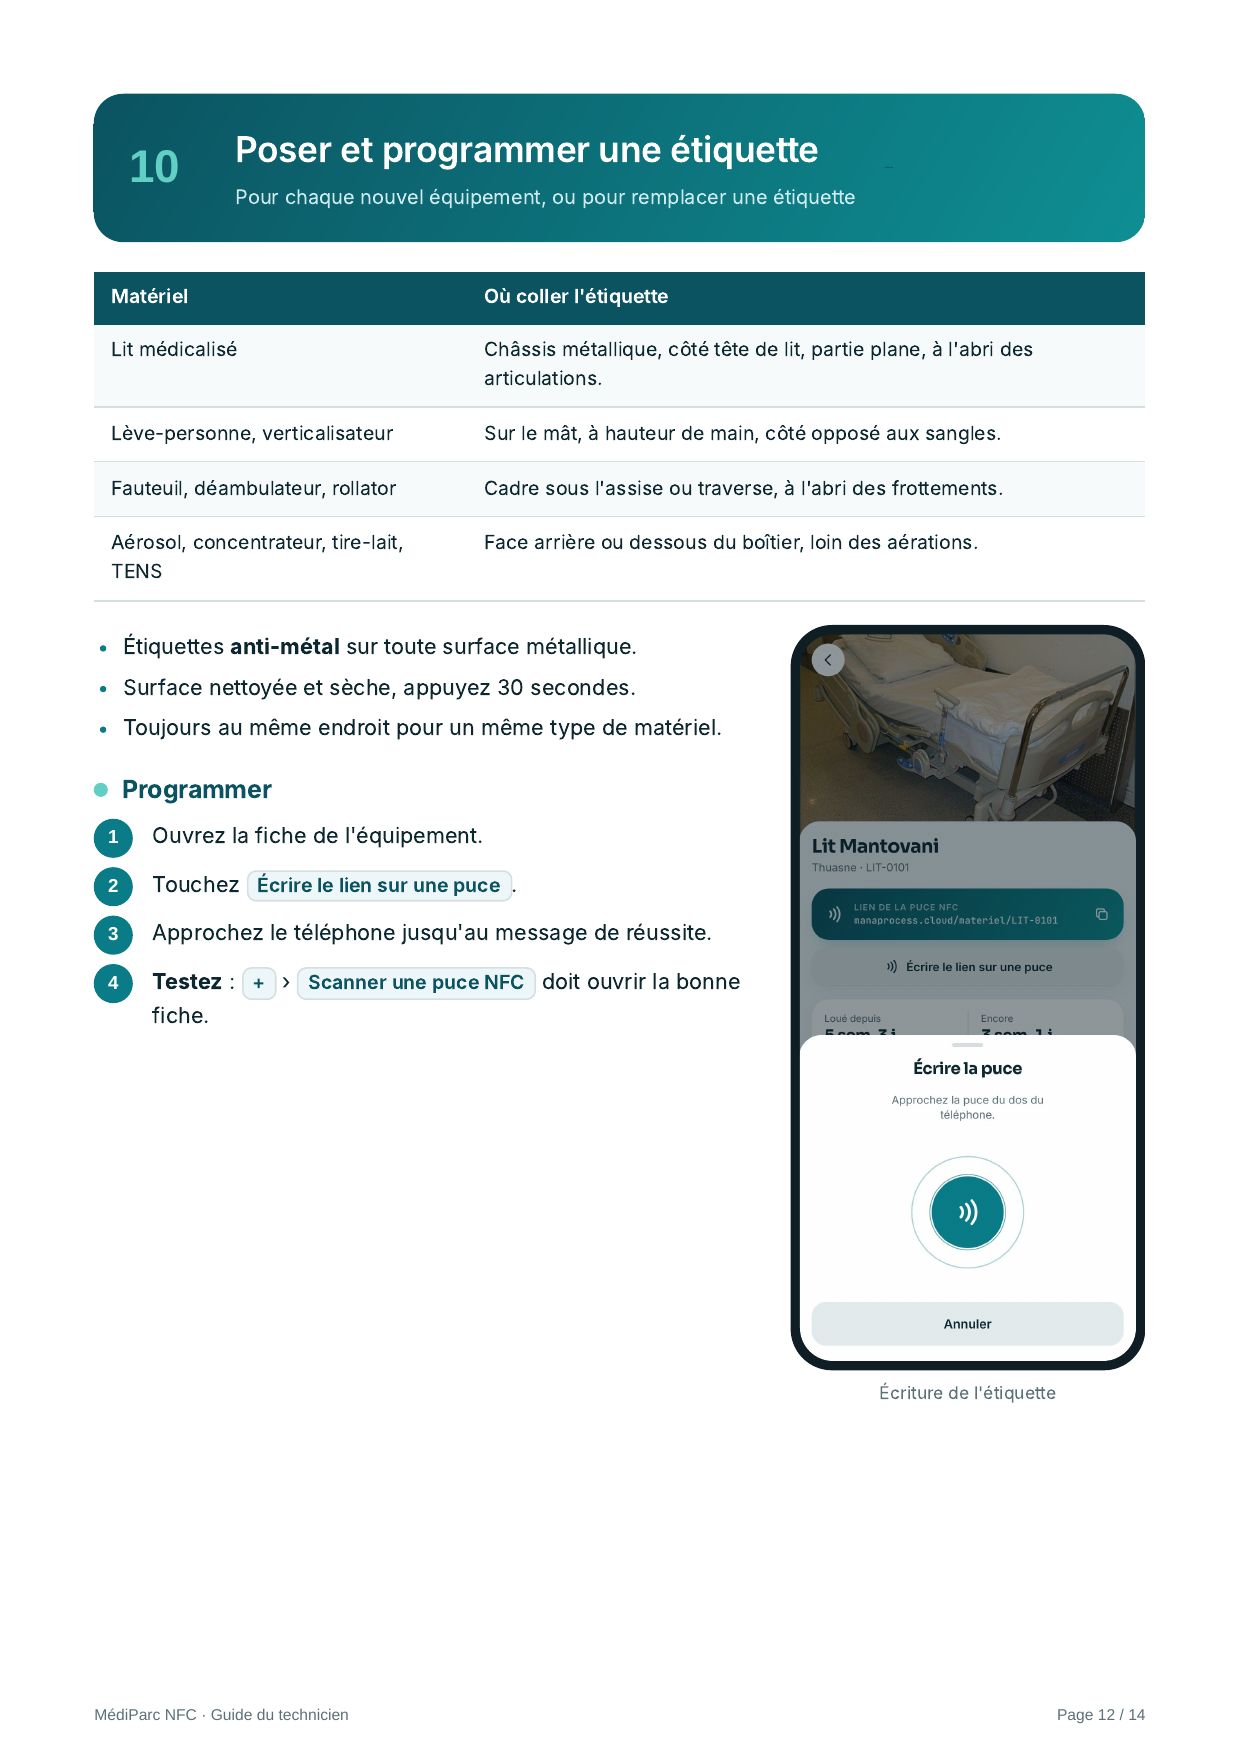 10
Poser et programmer une étiquette
Pour chaque nouvel équipement, ou pour remplacer une étiquette
Matériel
Où coller l'étiquette
Lit médicalisé
Châssis métallique, côté tête de lit, partie plane, à l'abri des
articulations.
Lève-personne, verticalisateur
Sur le mât, à hauteur de main, côté opposé aux sangles.
Fauteuil, déambulateur, rollator
Cadre sous l'assise ou traverse, à l'abri des frottements.
Aérosol, concentrateur, tire-lait,
TENS
Face arrière ou dessous du boîtier, loin des aérations.
• Étiquettes anti-métal sur toute surface métallique.
• Surface nettoyée et sèche, appuyez 30 secondes.
• Toujours au même endroit pour un même type de matériel.
Programmer
1 Ouvrez la fiche de l'équipement.
2 Touchez Écrire le lien sur une puce.
3 Approchez le téléphone jusqu'au message de réussite.
4 Testez : + › Scanner une puce NFC doit ouvrir la bonne
fiche.
Lit Mantovani
Thuasne · LIT-0101
LIEN DE LA PUCE NFC
manaprocess.cloud/materiel/LIT-0101
Écrire le lien sur une puce
Loué depuis
Encore
5 sem. 3 j
3 sem. 1 j
Écrire la puce
Approchez la puce du dos du
téléphone.
Annuler
Écriture de l'étiquette
MédiParc NFC · Guide du technicien
Page 12 / 14